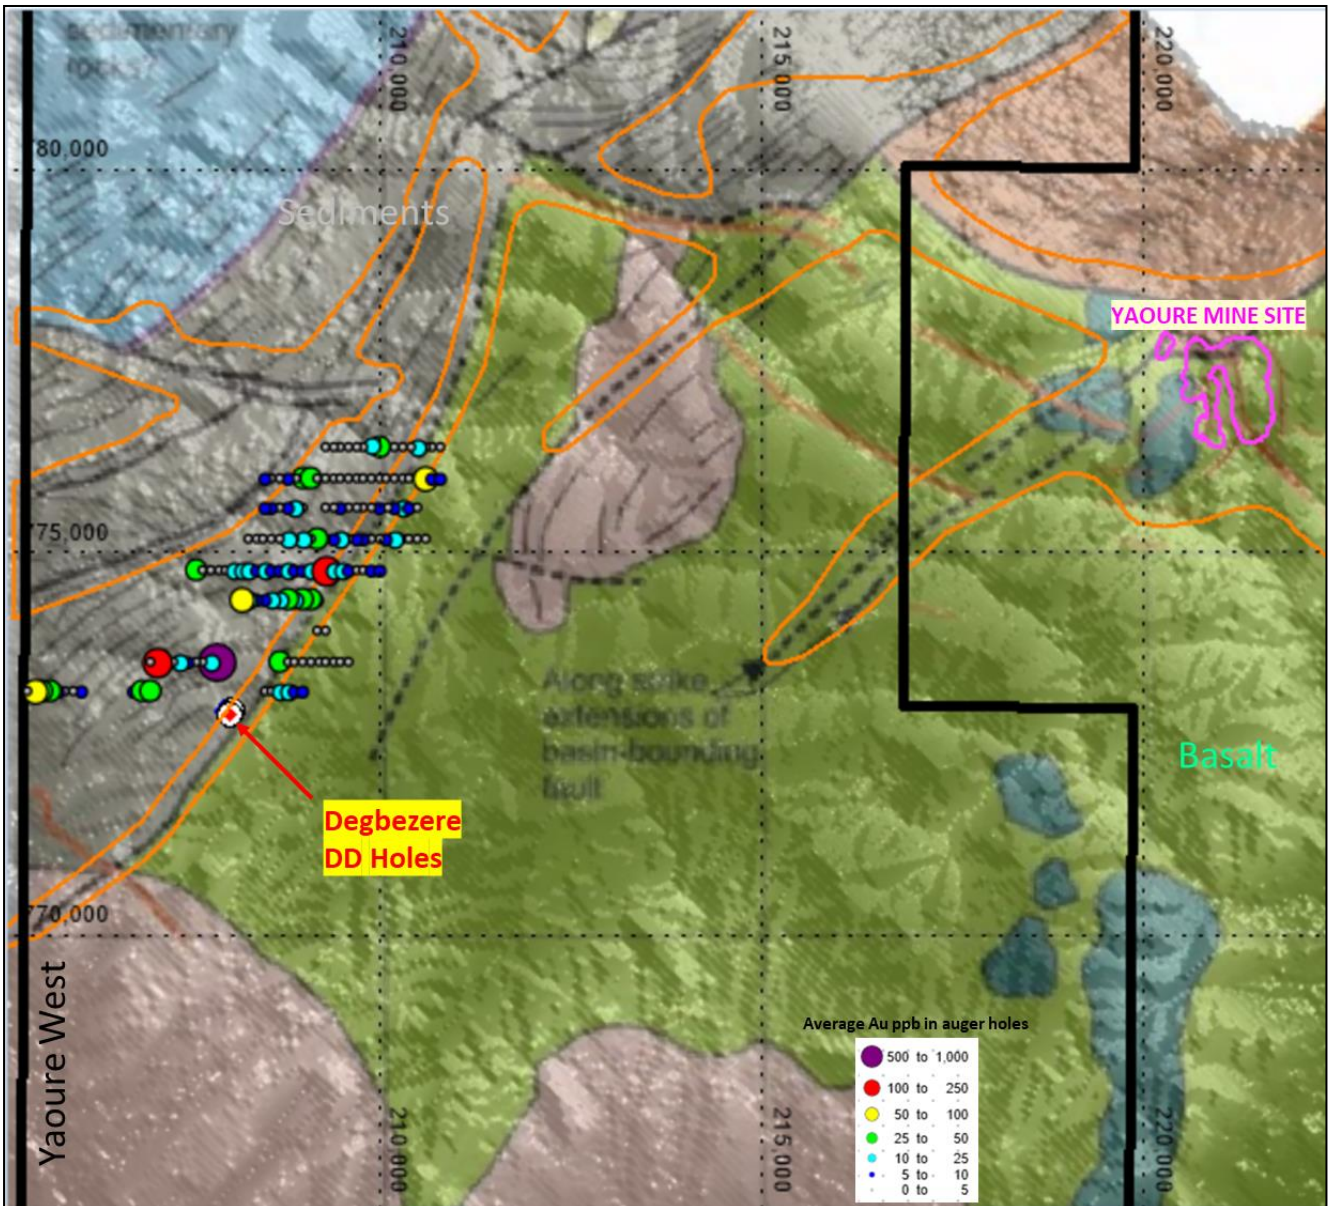 sedimentary
rocks?
210,000
215,000
220,000
80,000
Sediments
YAOURE MINE SITE
75,000
Along strike
extensions of
basin-bounding
fault
Basalt
Degbezere
DD Holes
770,000
Yaoure West
Average Au ppb in auger holes
500 to 1,000
100 to 250
50 to 100
25 to 50
10 to 25
5 to 10
0 to 5
210,000
215,000
220,000